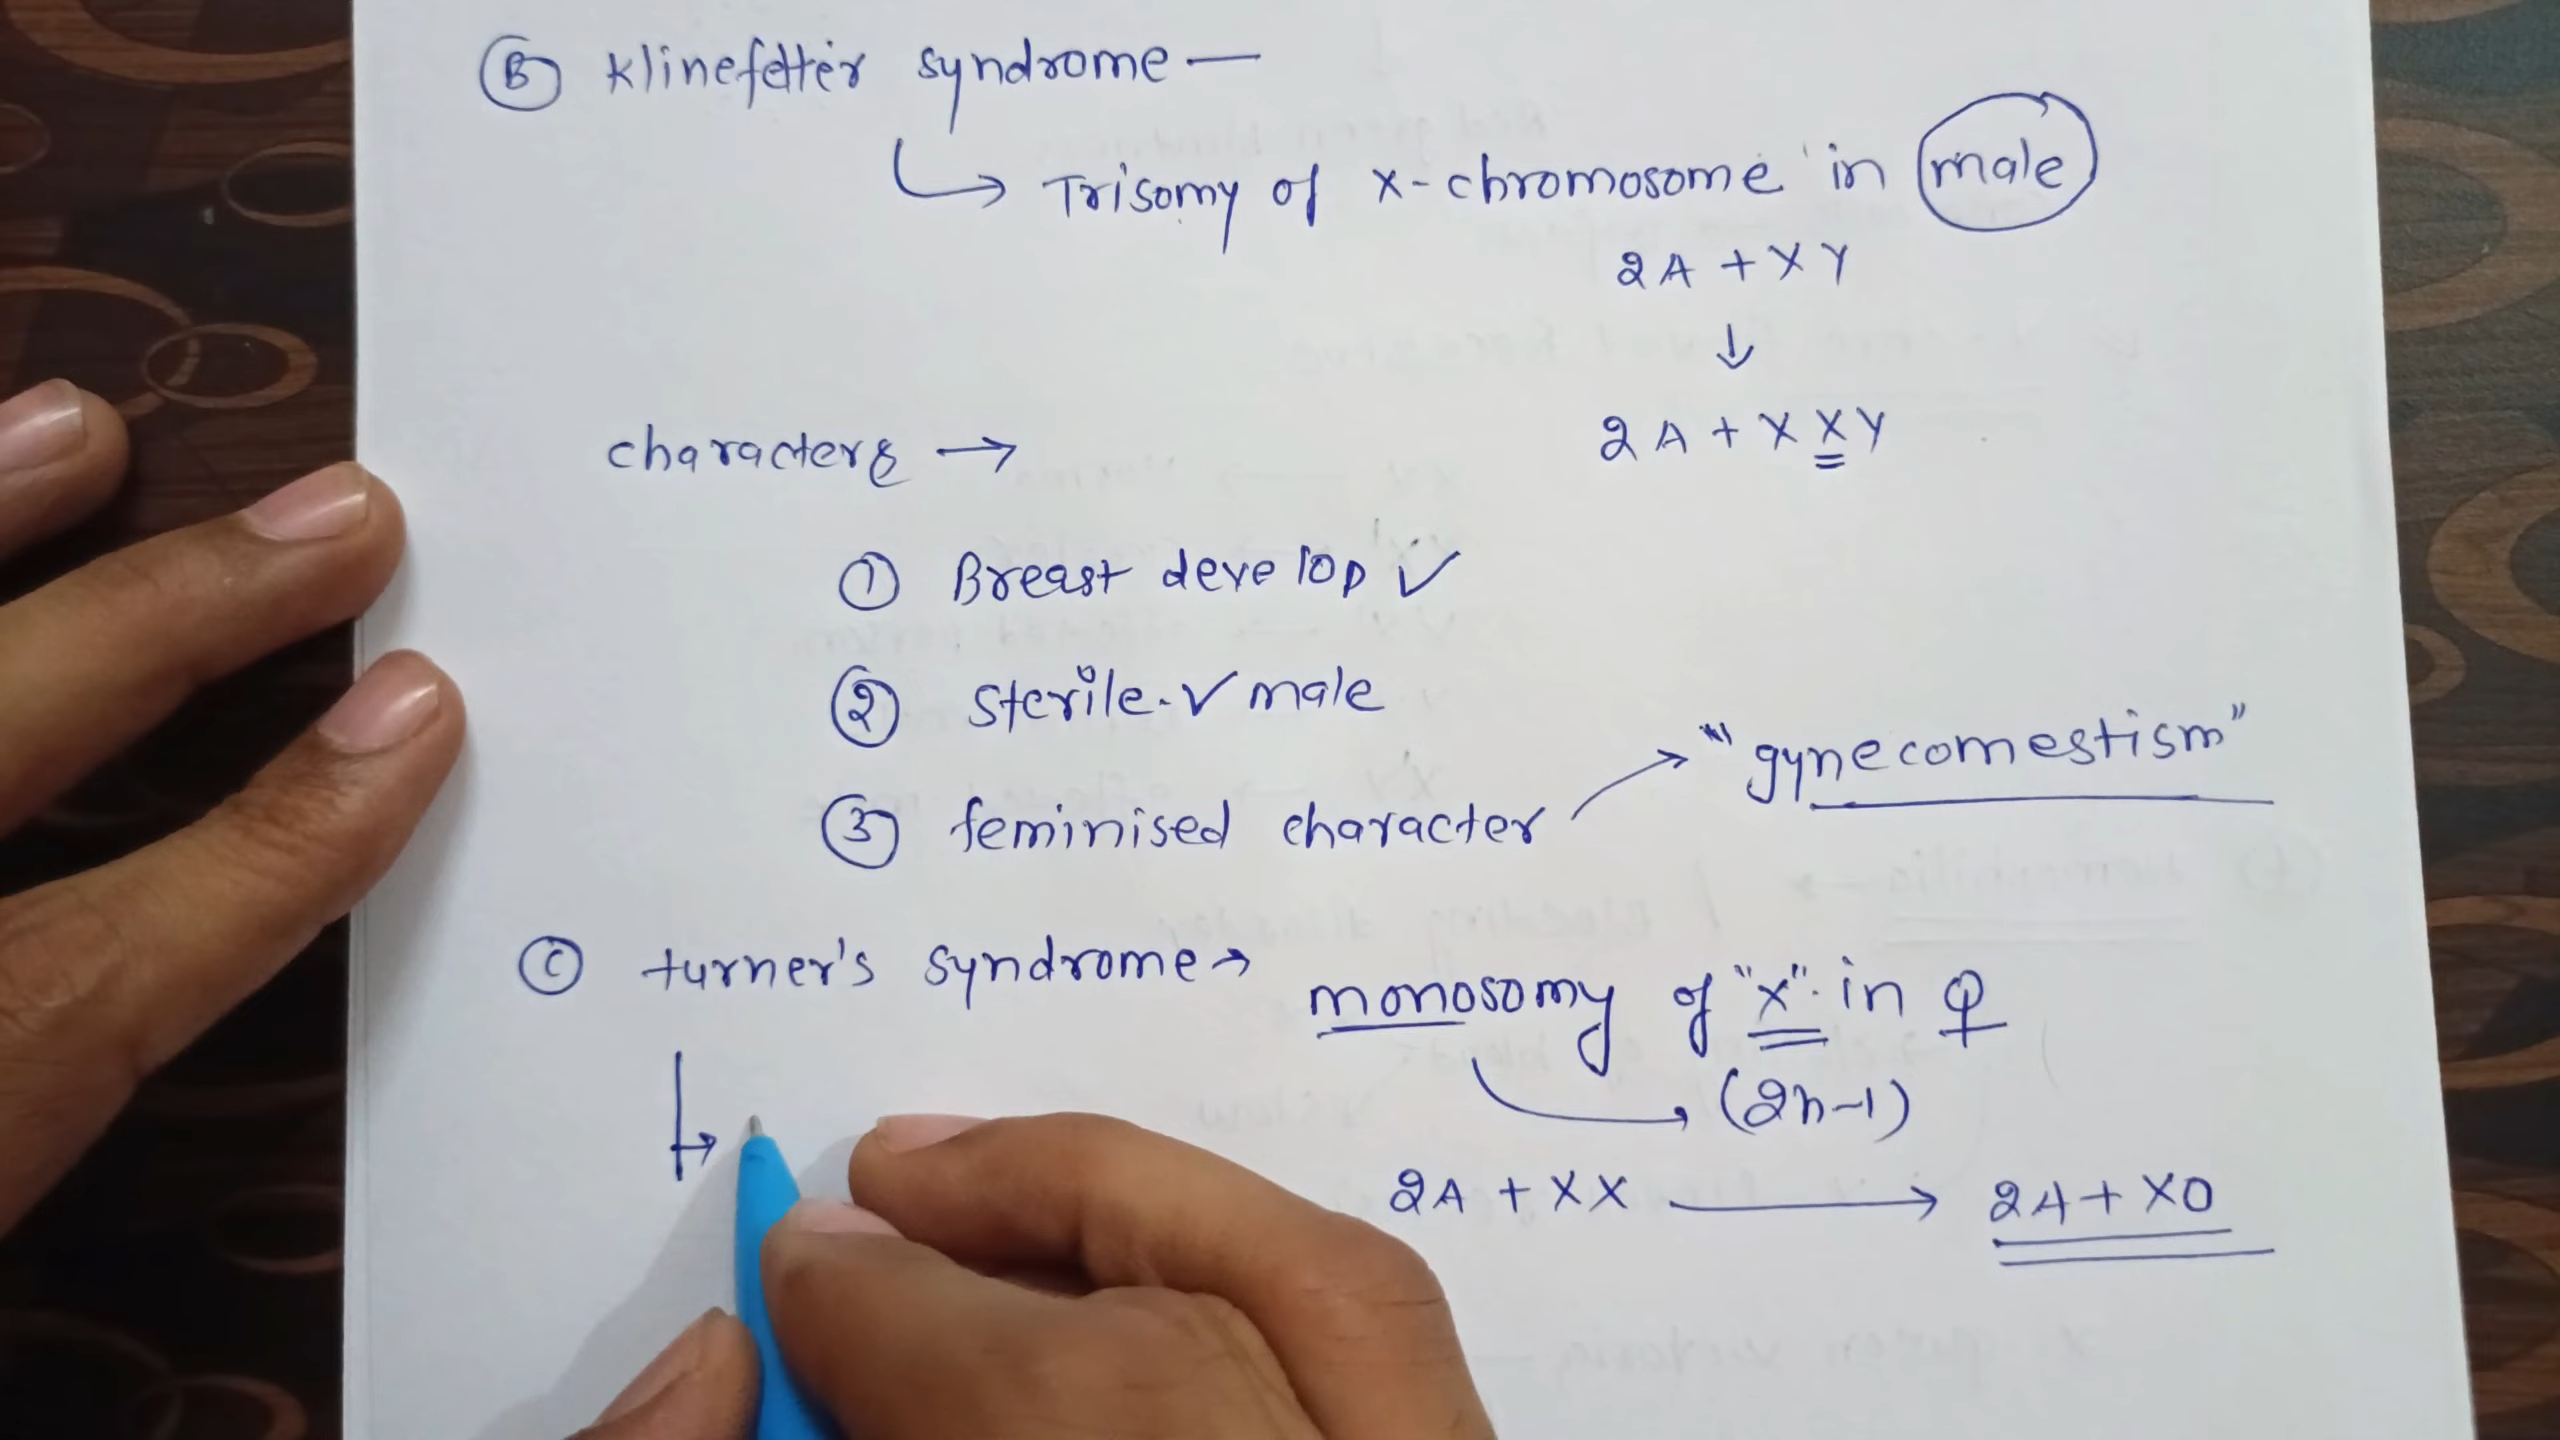 B Klinefelter syndrome —
↳ Trisomy of x-chromosome in male
2A + XY
↓
2A + XXY
characters →
① Breast develop ✓
② Sterile. ✓ male
③ feminised character → "gynecomestism"
C turner's syndrome →
monosomy of "x" in ♀
(2n-1)
2A + XX → 2A + XO